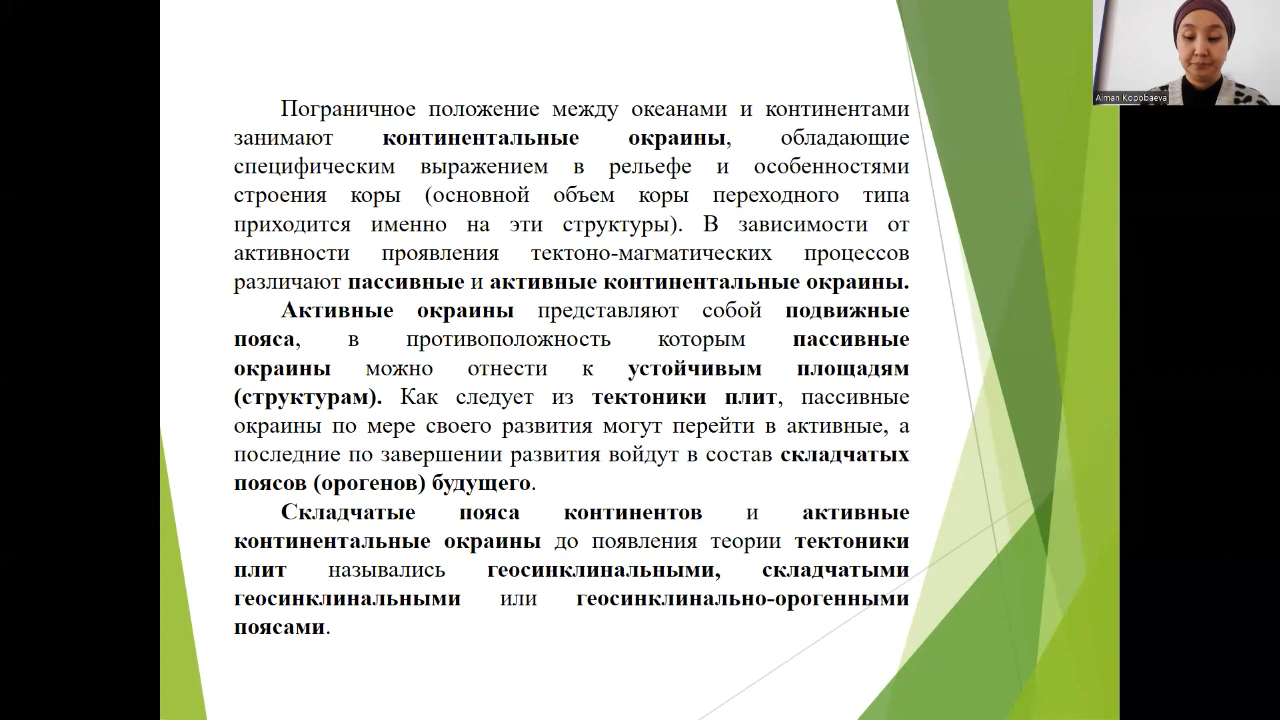 Пограничное положение между океанами и континентами
занимают континентальные окраины, обладающие
специфическим выражением в рельефе и особенностями
строения коры (основной объем коры переходного типа
приходится именно на эти структуры). В зависимости от
активности проявления тектоно-магматических процессов
различают пассивные и активные континентальные окраины.
Активные окраины представляют собой подвижные
пояса, в противоположность которым пассивные
окраины можно отнести к устойчивым площадям
(структурам). Как следует из тектоники плит, пассивные
окраины по мере своего развития могут перейти в активные, а
последние по завершении развития войдут в состав складчатых
поясов (орогенов) будущего.
Складчатые пояса континентов и активные
континентальные окраины до появления теории тектоники
плит назывались геосинклинальными, складчатыми
геосинклинальными или геосинклинально-орогенными
поясами.
Aiman Kopobaeva